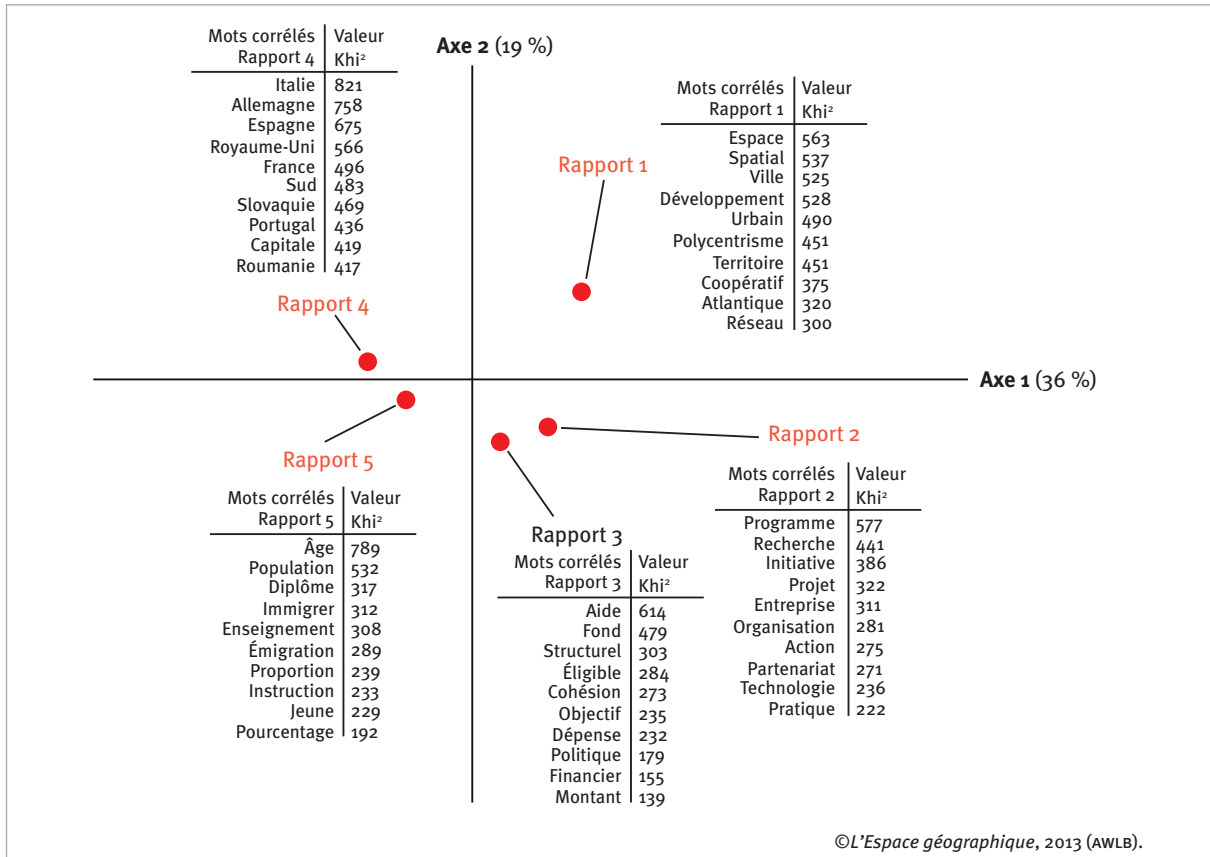 Mots corrélés Valeur
Rapport 4 Khi²
Italie 821
Allemagne 758
Espagne 675
Royaume-Uni 566
France 496
Sud 483
Slovaquie 469
Portugal 436
Capitale 419
Roumanie 417
Rapport 4
Axe 2 (19 %)
Rapport 1
Mots corrélés Valeur
Rapport 1 Khi²
Espace 563
Spatial 537
Ville 525
Développement 528
Urbain 490
Polycentrisme 451
Territoire 451
Coopératif 375
Atlantique 320
Réseau 300
Axe 1 (36 %)
Rapport 5
Mots corrélés Valeur
Rapport 5 Khi²
Âge 789
Population 532
Diplôme 317
Immigrer 312
Enseignement 308
Émigration 289
Proportion 239
Instruction 233
Jeune 229
Pourcentage 192
Rapport 3
Mots corrélés Valeur
Rapport 3 Khi²
Aide 614
Fond 479
Structurel 303
Éligible 284
Cohésion 273
Objectif 235
Dépense 232
Politique 179
Financier 155
Montant 139
Rapport 2
Mots corrélés Valeur
Rapport 2 Khi²
Programme 577
Recherche 441
Initiative 386
Projet 322
Entreprise 311
Organisation 281
Action 275
Partenariat 271
Technologie 236
Pratique 222
©L'Espace géographique, 2013 (AWLB).